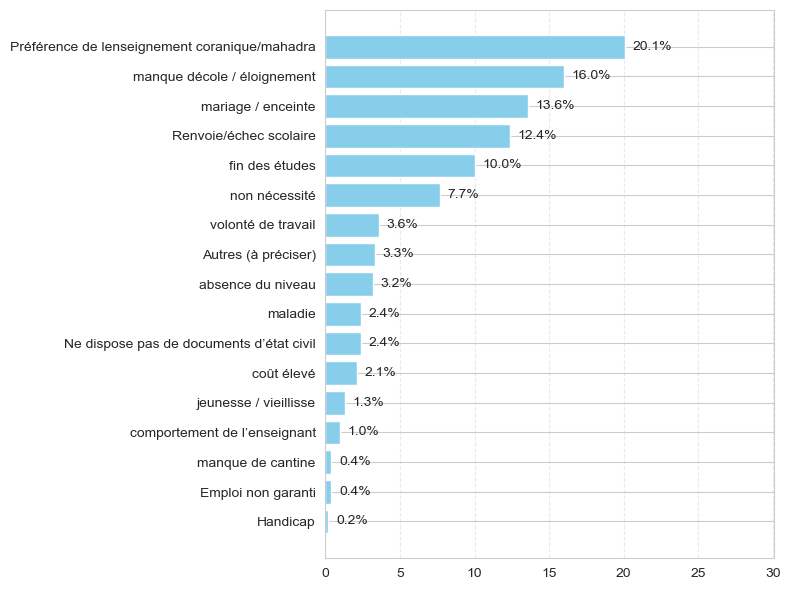 Préférence de lenseignement coranique/mahadra 20.1%
manque décole / éloignement 16.0%
mariage / enceinte 13.6%
Renvoie/échec scolaire 12.4%
fin des études 10.0%
non nécessité 7.7%
volonté de travail 3.6%
Autres (à préciser) 3.3%
absence du niveau 3.2%
maladie 2.4%
Ne dispose pas de documents d’état civil 2.4%
coût élevé 2.1%
jeunesse / vieillisse 1.3%
comportement de l’enseignant 1.0%
manque de cantine 0.4%
Emploi non garanti 0.4%
Handicap 0.2%
0 5 10 15 20 25 30